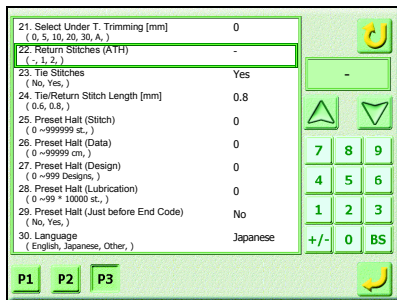 21. Select Under T. Trimming [mm] 0
( 0, 5, 10, 20, 30, A, )
22. Return Stitches (ATH) -
( -, 1, 2, )
23. Tie Stitches Yes
( No, Yes, )
24. Tie/Return Stitch Length [mm] 0.8
( 0.6, 0.8, )
25. Preset Halt (Stitch) 0
( 0 ~999999 st., )
26. Preset Halt (Data) 0
( 0 ~99999 cm, )
27. Preset Halt (Design) 0
( 0 ~999 Designs, )
28. Preset Halt (Lubrication) 0
( 0 ~99 * 10000 st., )
29. Preset Halt (Just before End Code) No
( No, Yes, )
30. Language Japanese
( English, Japanese, Other, )
-
7 8 9
4 5 6
1 2 3
+/- 0 BS
P1 P2 P3